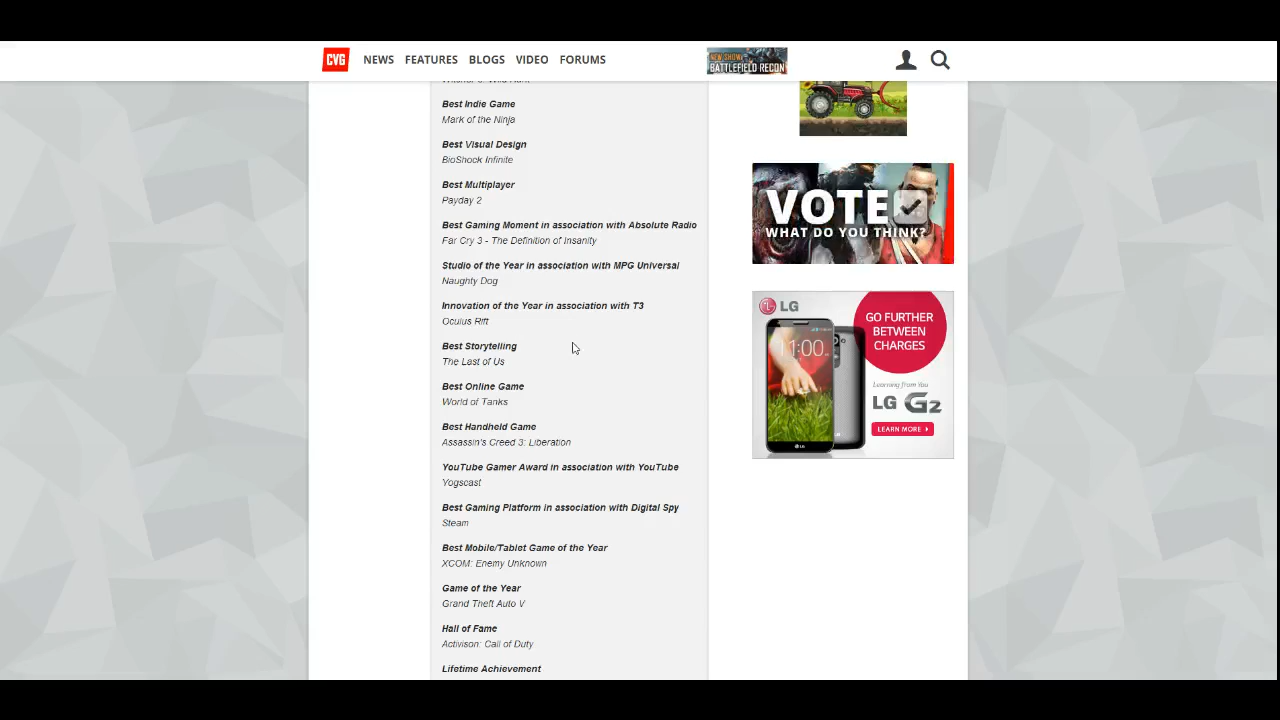 CVG NEWS FEATURES BLOGS VIDEO FORUMS
NEW SHOW:
BATTLEFIELD RECON
Best Indie Game
Mark of the Ninja
Best Visual Design
BioShock Infinite
Best Multiplayer
Payday 2
Best Gaming Moment in association with Absolute Radio
Far Cry 3 - The Definition of Insanity
Studio of the Year in association with MPG Universal
Naughty Dog
Innovation of the Year in association with T3
Oculus Rift
Best Storytelling
The Last of Us
Best Online Game
World of Tanks
Best Handheld Game
Assassin's Creed 3: Liberation
YouTube Gamer Award in association with YouTube
Yogscast
Best Gaming Platform in association with Digital Spy
Steam
Best Mobile/Tablet Game of the Year
XCOM: Enemy Unknown
Game of the Year
Grand Theft Auto V
Hall of Fame
Activison: Call of Duty
Lifetime Achievement
VOTE
WHAT DO YOU THINK?
LG
GO FURTHER
BETWEEN
CHARGES
11:00
Learning from You
LG G2
LEARN MORE
LG